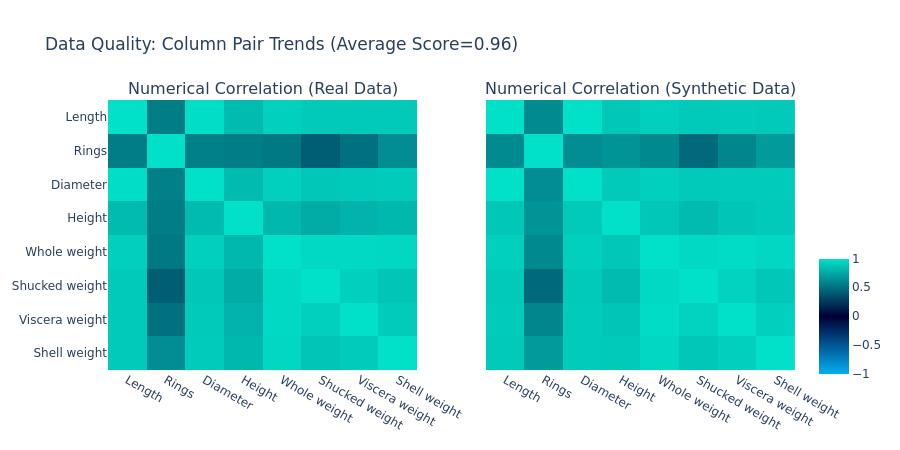 Data Quality: Column Pair Trends (Average Score=0.96)
Numerical Correlation (Real Data)
Numerical Correlation (Synthetic Data)
Length
Rings
Diameter
Height
Whole weight
Shucked weight
Viscera weight
Shell weight
Length
Rings
Diameter
Height
Whole weight
Shucked weight
Viscera weight
Shell weight
Length
Rings
Diameter
Height
Whole weight
Shucked weight
Viscera weight
Shell weight
1
0.5
0
−0.5
−1